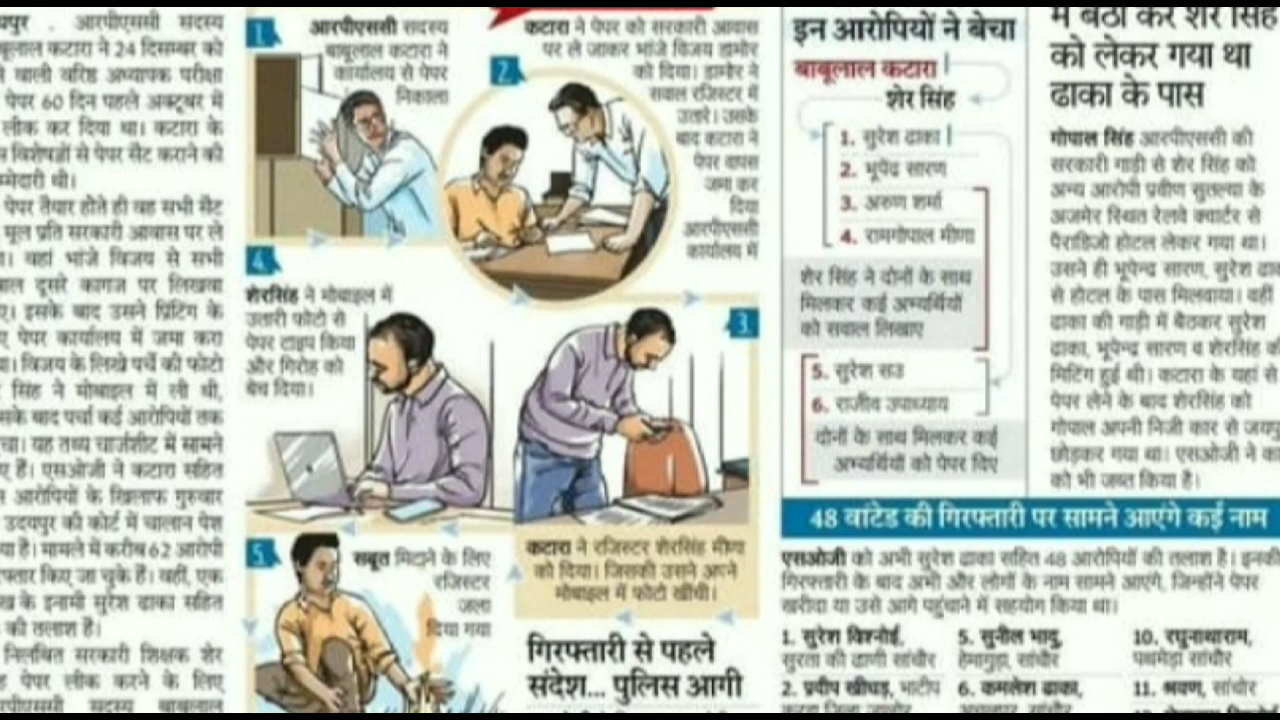 यपुर . आरपीएससी सदस्य
बूलाल कटारा ने 24 दिसम्बर को
वाली वरिष्ठ अध्यापक परीक्षा
पेपर 60 दिन पहले अक्टूबर में
लीक कर दिया था। कटारा के
विशेषज्ञों से पेपर सैट कराने की
म्मेदारी थी।
पेपर तैयार होते ही वह सभी सैट
मूल प्रति सरकारी आवास पर ले
। वहां भांजे विजय से सभी
दूसरे कागज पर लिखवा
। इसके बाद उसने प्रिंटिंग के
पेपर कार्यालय में जमा करा
। विजय के लिखे पर्चे की फोटो
सिंह ने मोबाइल में ली थी,
सके बाद पर्चा कई आरोपियों तक
चा। यह तथ्य चार्जशीट में सामने
ए हैं। एसओजी ने कटारा सहित
आरोपियों के खिलाफ गुरुवार
उदयपुर की कोर्ट में चालान पेश
या है। मामले में करीब 62 आरोपी
फ्तार किए जा चुके हैं। वहीं, एक
ख के इनामी सुरेश ढाका सहित
की तलाश है।
निलंबित सरकारी शिक्षक शेर
पेपर लीक करने के लिए
रपीएससी सदस्य बाबूलाल
1.
आरपीएससी सदस्य
बाबूलाल कटारा ने
कार्यालय से पेपर
निकाला
2.
कटारा ने पेपर को सरकारी आवास
पर ले जाकर भांजे विजय डामोर
को दिया। डामोर ने
सवाल रजिस्टर में
उतारे। उसके
बाद कटारा ने
पेपर वापस
जमा कर
दिया
आरपीएससी
कार्यालय में
3.
कटारा ने रजिस्टर शेरसिंह मीणा
को दिया। जिसकी उसने अपने
मोबाइल में फोटो खींची।
4.
शेरसिंह ने मोबाइल में
उतारी फोटो से
पेपर टाइप किया
और गिरोह को
बेच दिया।
5.
सबूत मिटाने के लिए
रजिस्टर
जला
दिया गया
गिरफ्तारी से पहले
संदेश... पुलिस आगी
इन आरोपियों ने बेचा
बाबूलाल कटारा
शेर सिंह
1. सुरेश ढाका
2. भूपेंद्र सारण
3. अरुण शर्मा
4. रामगोपाल मीणा
शेर सिंह ने दोनों के साथ
मिलकर कई अभ्यर्थियों
को सवाल लिखाए
5. सुरेश सउ
6. राजीव उपाध्याय
दोनों के साथ मिलकर कई
अभ्यर्थियों को पेपर दिए
में बैठा कर शेर सिंह
को लेकर गया था
ढाका के पास
गोपाल सिंह आरपीएससी की
सरकारी गाड़ी से शेर सिंह को
अन्य आरोपी प्रवीण सुतल्या के
अजमेर स्थित रेलवे क्वार्टर से
पैराडिजो होटल लेकर गया था।
उसने ही भूपेन्द्र सारण, सुरेश ढाका
से होटल के पास मिलवाया। वहीं
ढाका की गाड़ी में बैठकर सुरेश
ढाका, भूपेन्द्र सारण व शेरसिंह की
मिटिंग हुई थी। कटारा के यहां से
पेपर लेने के बाद शेरसिंह को
गोपाल अपनी निजी कार से जयपु
छोड़कर गया था। एसओजी ने का
को भी जब्त किया है।
48 वांटेड की गिरफ्तारी पर सामने आएंगे कई नाम
एसओजी को अभी सुरेश ढाका सहित 48 आरोपियों की तलाश है। इनकी
गिरफ्तारी के बाद अभी और लोगों के नाम सामने आएंगे, जिन्होंने पेपर
खरीदा या उसे आगे पहुंचाने में सहयोग किया था।
1. सुरेश विश्नोई,
सुरता की ढाणी सांचौर
2. प्रदीप खीचड़, भाटीप
5. सुनील भादू,
हेमागुड़ा, सांचौर
6. कमलेश ढाका,
10. रघुनाथाराम,
पथमेड़ा सांचौर
11. श्रवण, सांचौर